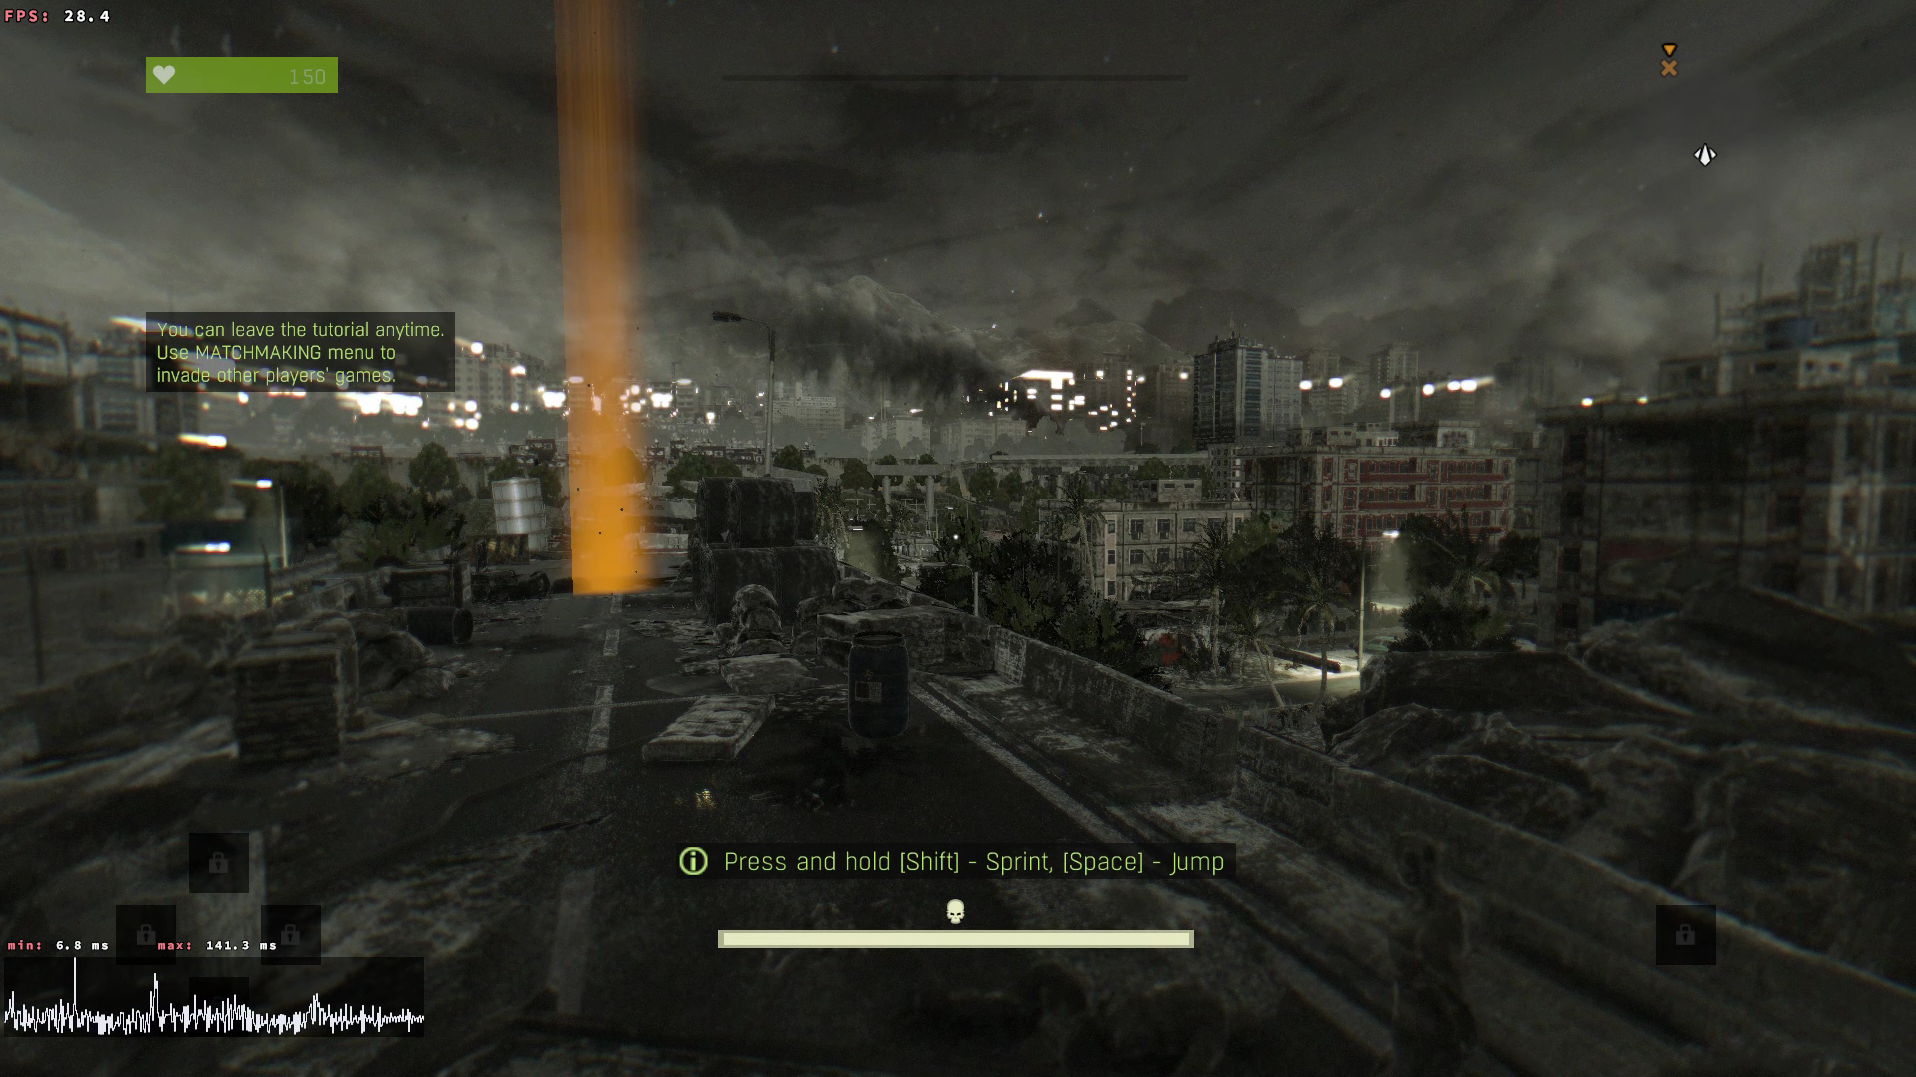 FPS: 28.4
150
You can leave the tutorial anytime.
Use MATCHMAKING menu to
invade other players' games.
Press and hold [Shift] - Sprint, [Space] - Jump
min: 6.8 ms max: 141.3 ms